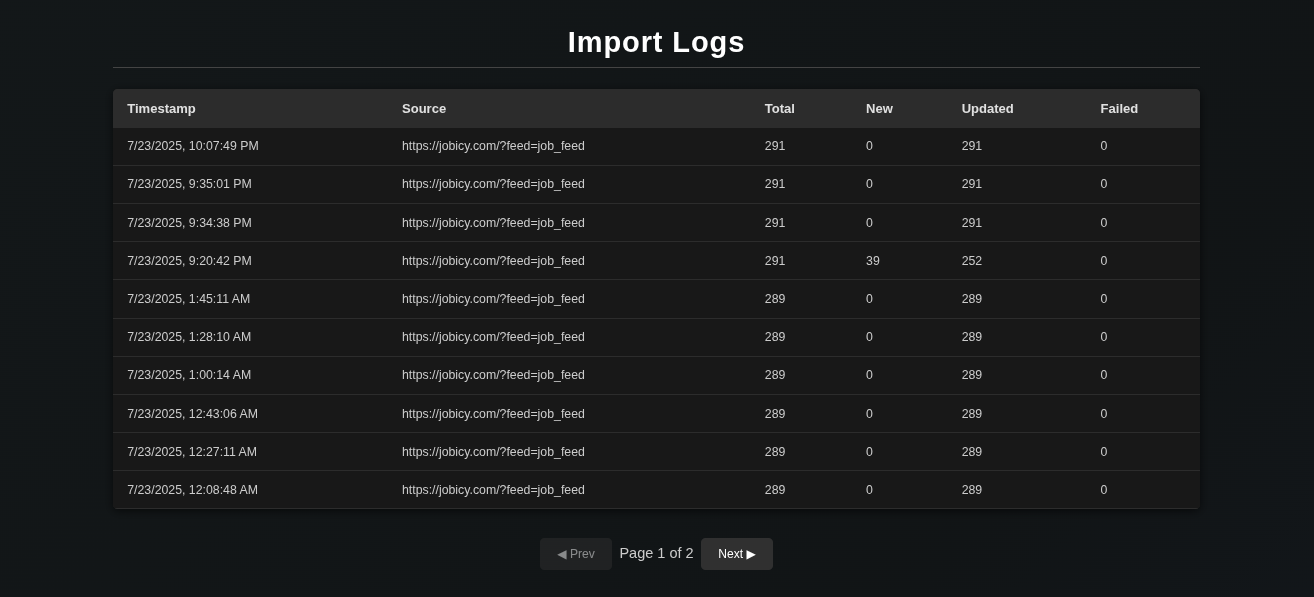 Import Logs
Timestamp Source Total New Updated Failed
7/23/2025, 10:07:49 PM https://jobicy.com/?feed=job_feed 291 0 291 0
7/23/2025, 9:35:01 PM https://jobicy.com/?feed=job_feed 291 0 291 0
7/23/2025, 9:34:38 PM https://jobicy.com/?feed=job_feed 291 0 291 0
7/23/2025, 9:20:42 PM https://jobicy.com/?feed=job_feed 291 39 252 0
7/23/2025, 1:45:11 AM https://jobicy.com/?feed=job_feed 289 0 289 0
7/23/2025, 1:28:10 AM https://jobicy.com/?feed=job_feed 289 0 289 0
7/23/2025, 1:00:14 AM https://jobicy.com/?feed=job_feed 289 0 289 0
7/23/2025, 12:43:06 AM https://jobicy.com/?feed=job_feed 289 0 289 0
7/23/2025, 12:27:11 AM https://jobicy.com/?feed=job_feed 289 0 289 0
7/23/2025, 12:08:48 AM https://jobicy.com/?feed=job_feed 289 0 289 0
◀ Prev Page 1 of 2 Next ▶